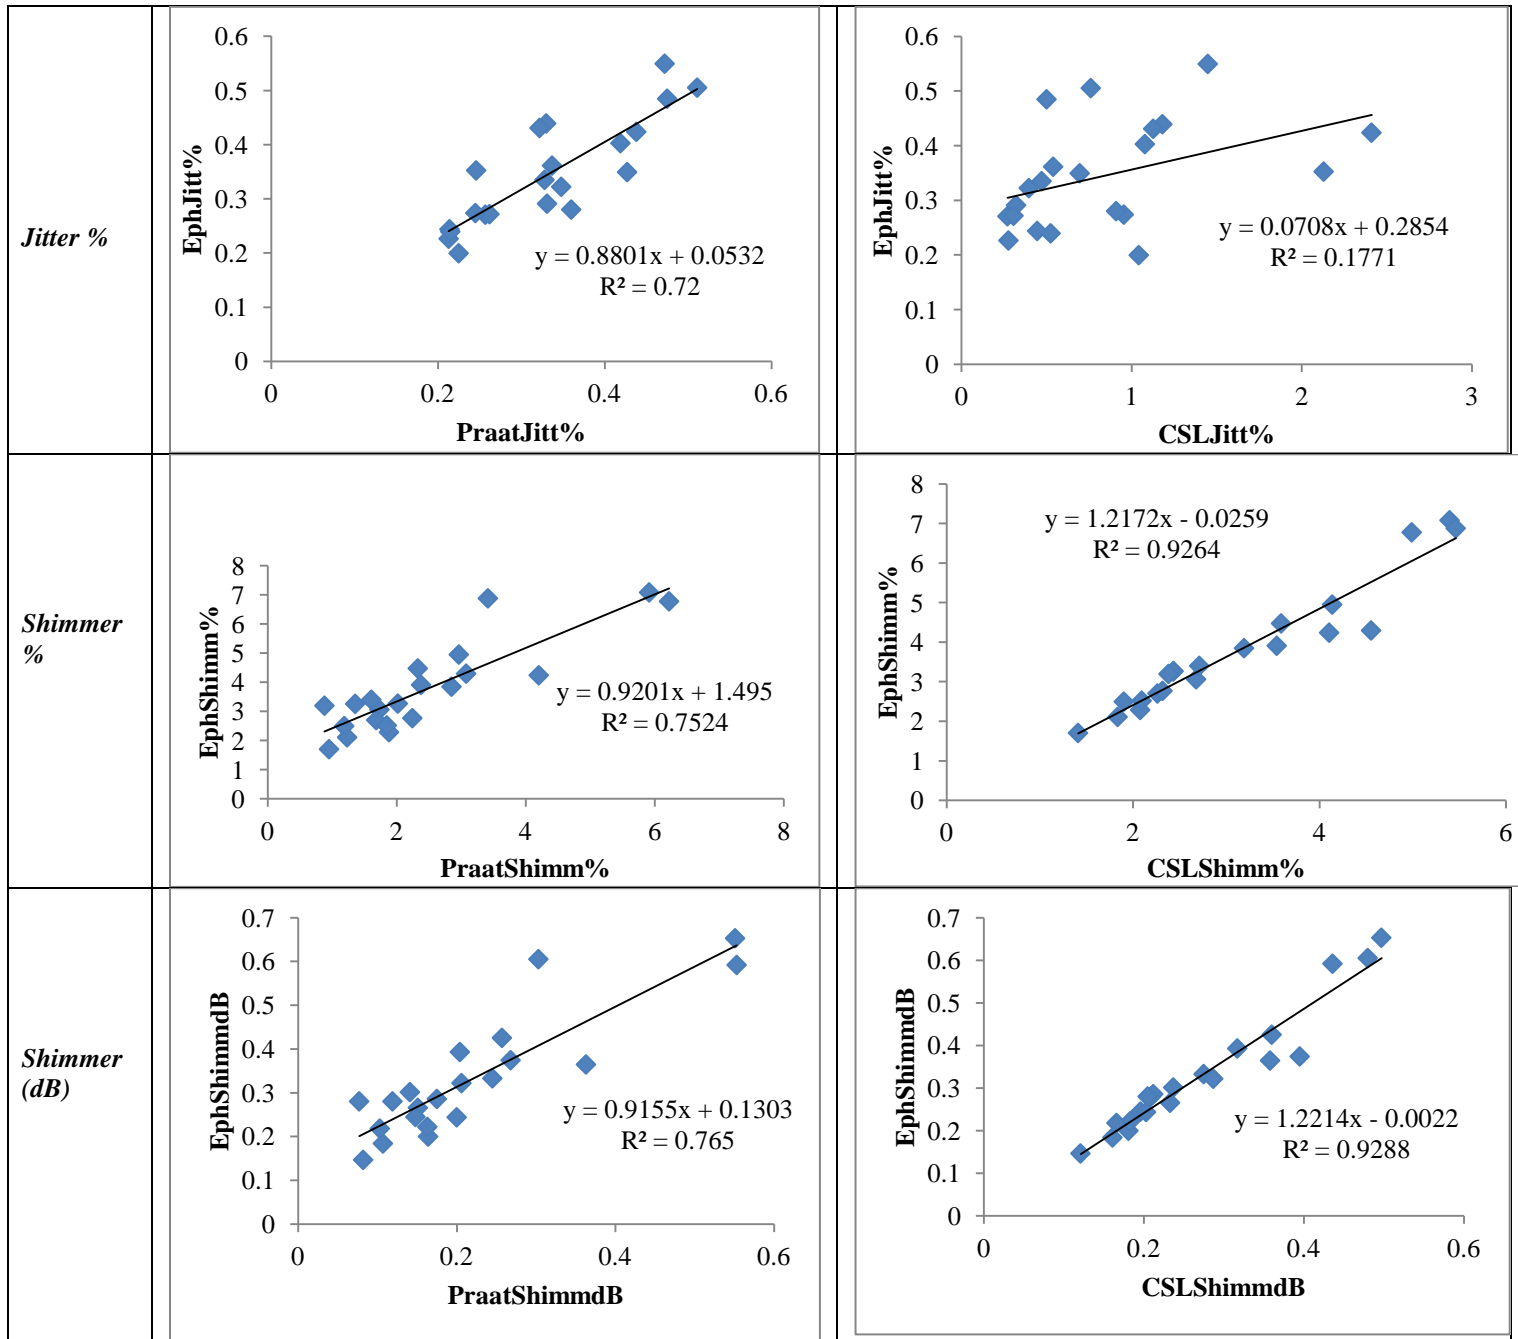 Jitter %
0.6
0.5
0.4
0.3
0.2
0.1
0
EphJitt%
y = 0.8801x + 0.0532
R² = 0.72
0 0.2 0.4 0.6
PraatJitt%
0.6
0.5
0.4
0.3
0.2
0.1
0
EphJitt%
y = 0.0708x + 0.2854
R² = 0.1771
0 1 2 3
CSLJitt%
Shimmer
%
8
7
6
5
4
3
2
1
0
EphShimm%
y = 0.9201x + 1.495
R² = 0.7524
0 2 4 6 8
PraatShimm%
8
7
6
5
4
3
2
1
0
EphShimm%
y = 1.2172x - 0.0259
R² = 0.9264
0 2 4 6
CSLShimm%
Shimmer
(dB)
0.7
0.6
0.5
0.4
0.3
0.2
0.1
0
EphShimmdB
y = 0.9155x + 0.1303
R² = 0.765
0 0.2 0.4 0.6
PraatShimmdB
0.7
0.6
0.5
0.4
0.3
0.2
0.1
0
EphShimmdB
y = 1.2214x - 0.0022
R² = 0.9288
0 0.2 0.4 0.6
CSLShimmdB